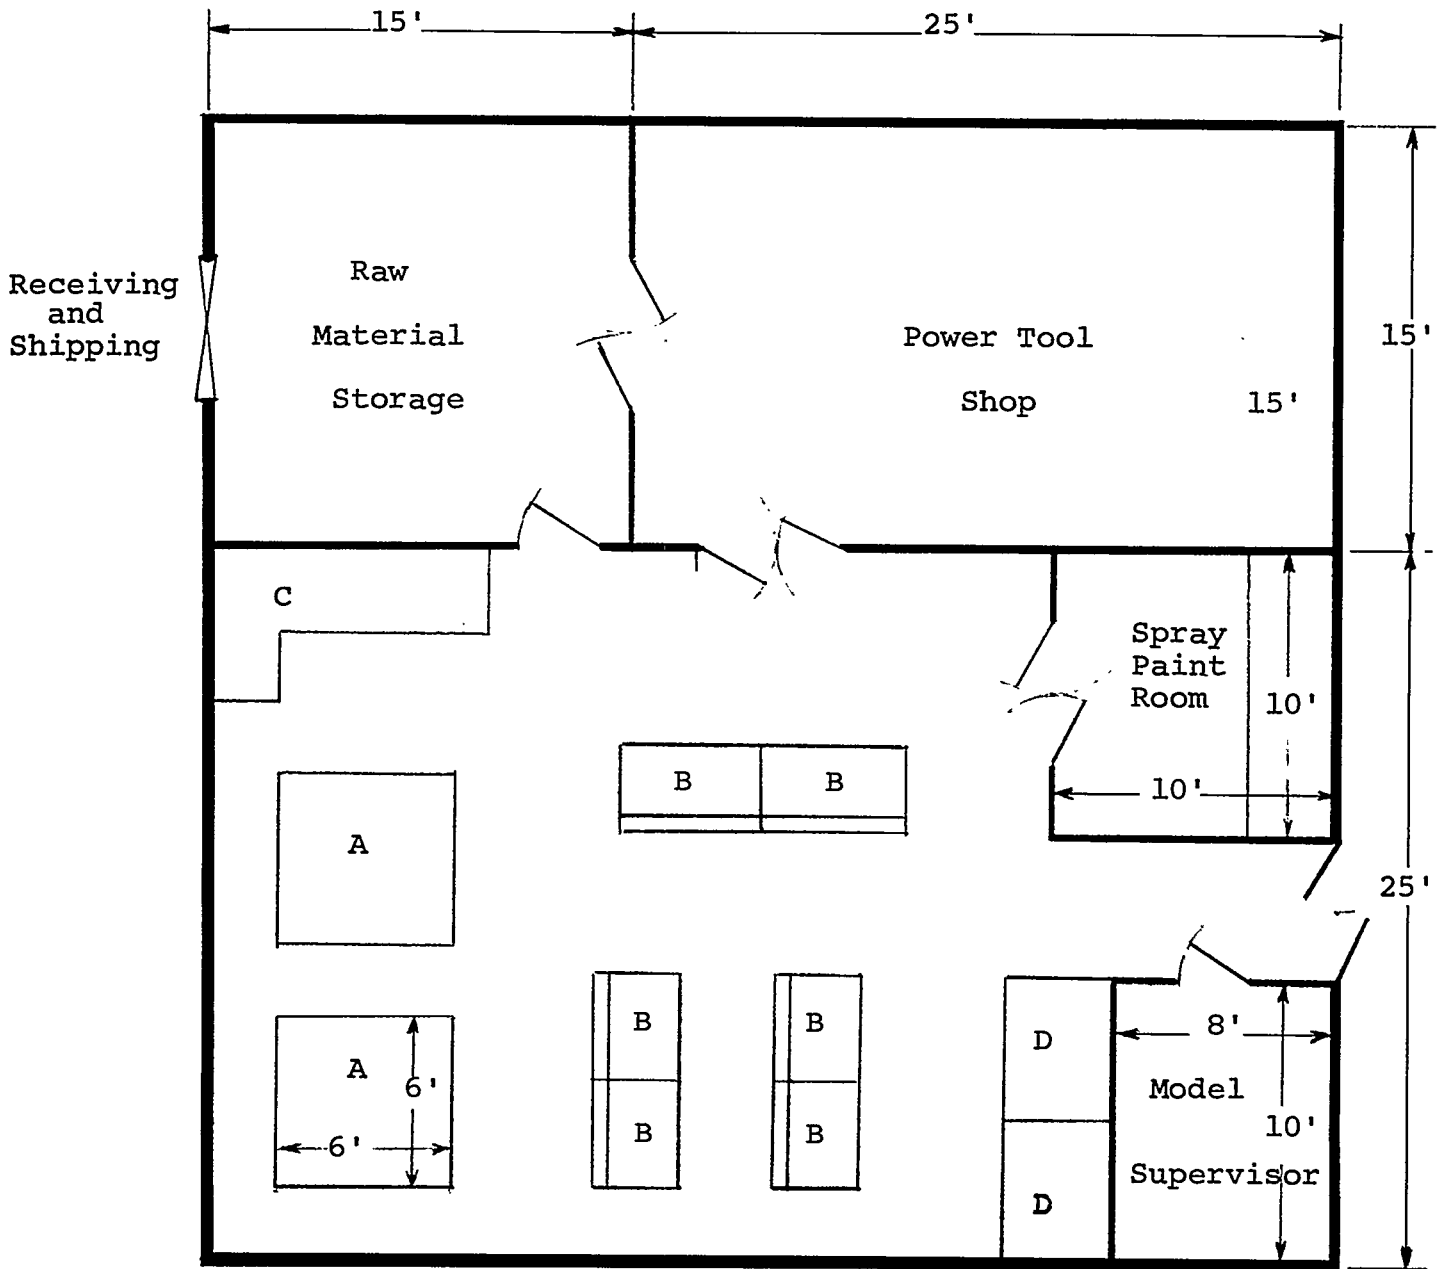 15'
25'
Receiving
and
Shipping
Raw
Material
Storage
Power Tool
Shop
15'
15'
C
Spray
Paint
Room
10'
10'
B
B
A
25'
A
6'
6'
B
B
B
B
D
D
8'
Model
10'
Supervisor